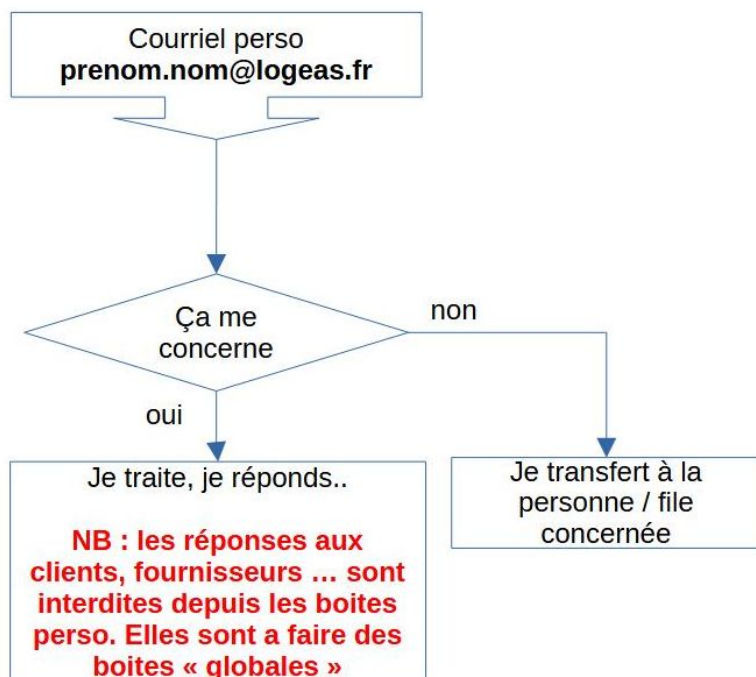 Courriel perso
prenom.nom@logeas.fr
Ça me
concerne
non
oui
Je traite, je réponds..
NB : les réponses aux
clients, fournisseurs … sont
interdites depuis les boites
perso. Elles sont a faire des
boites « globales »
Je transfert à la
personne / file
concernée